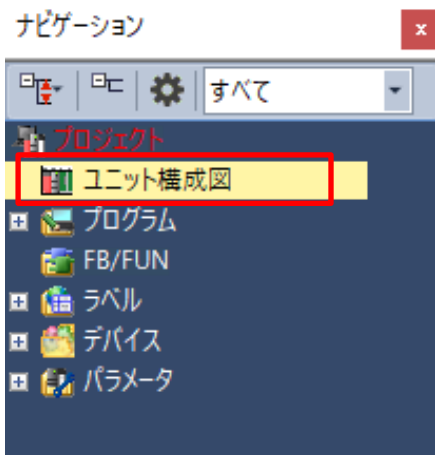 ナビゲーション
x
すべて
プロジェクト
ユニット構成図
プログラム
FB/FUN
ラベル
デバイス
パラメータ